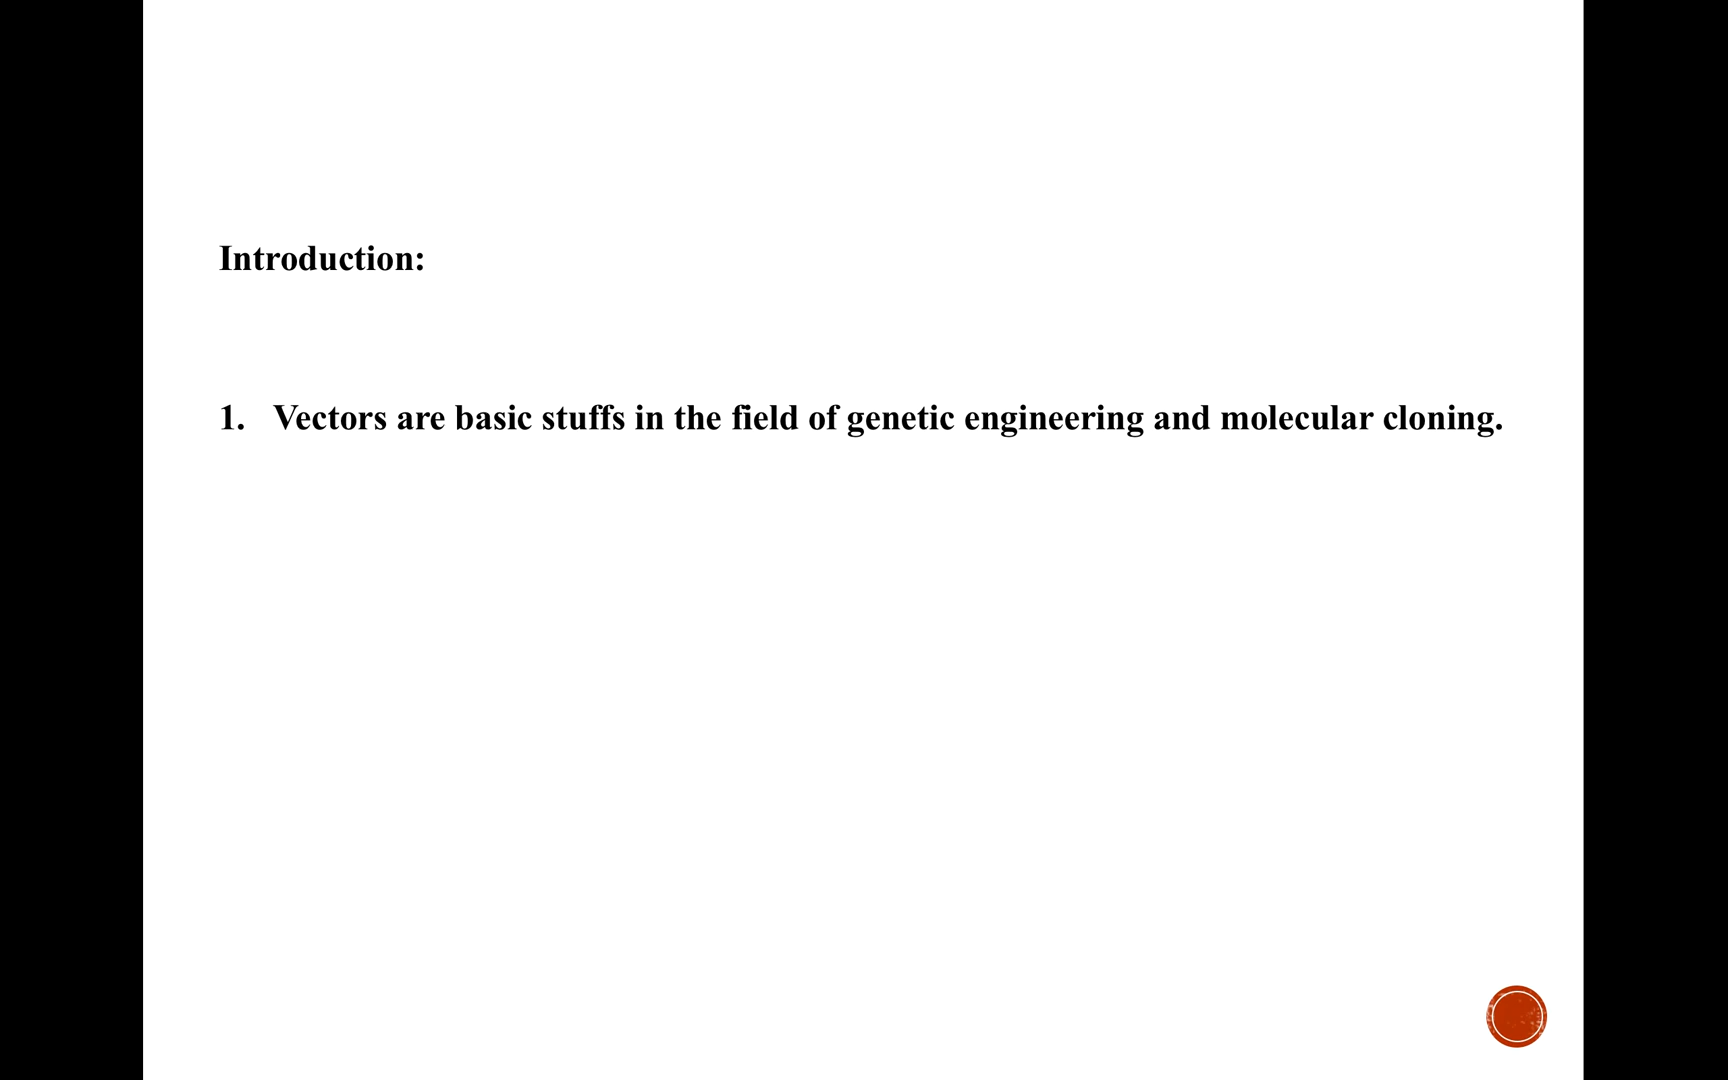 Introduction:
1. Vectors are basic stuffs in the field of genetic engineering and molecular cloning.